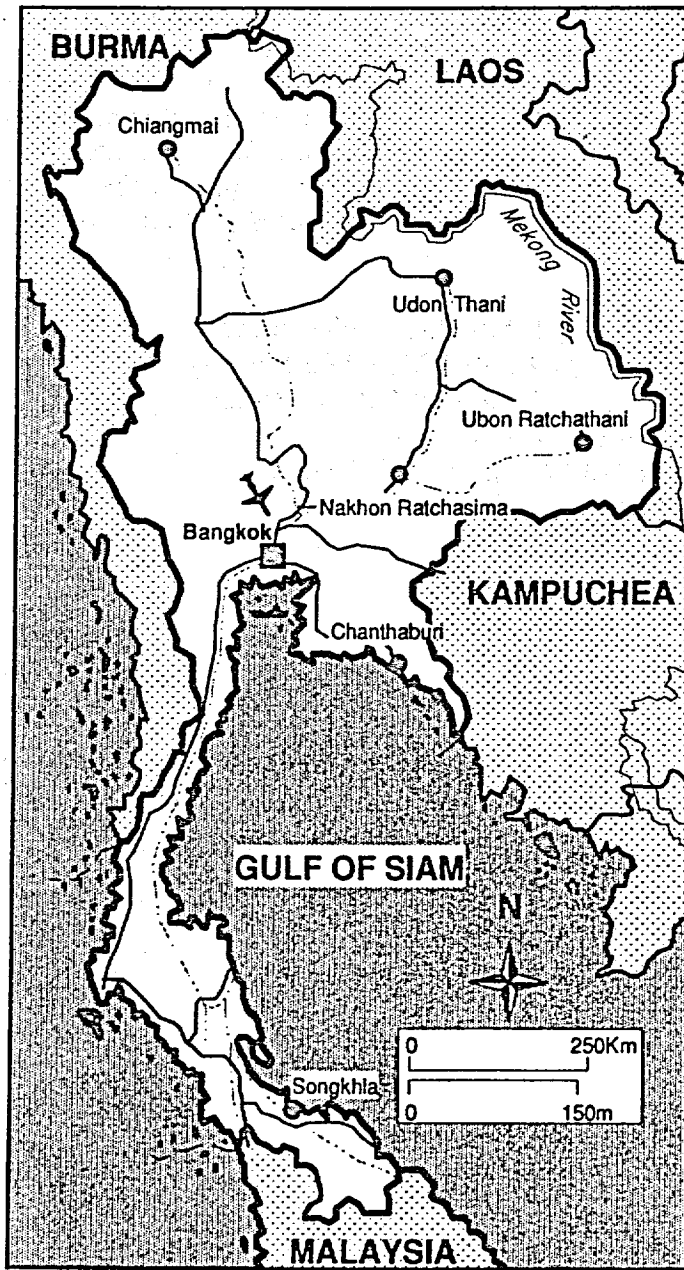 BURMA
LAOS
Chiangmai
Mekong
River
Udon Thani
Ubon Ratchathani
Nakhon Ratchasima
Bangkok
KAMPUCHEA
Chanthaburi
GULF OF SIAM
N
0 250Km
0 150m
Songkhla
MALAYSIA